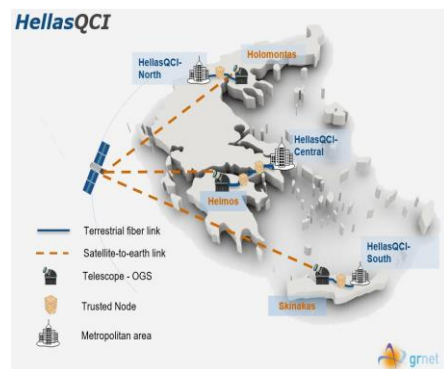 HellasQCI
HellasQCI-
North
Holomontas
HellasQCI-
Central
Helmos
HellasQCI-
South
Skinakas
Terrestrial fiber link
Satellite-to-earth link
Telescope - OGS
Trusted Node
Metropolitan area
grnet